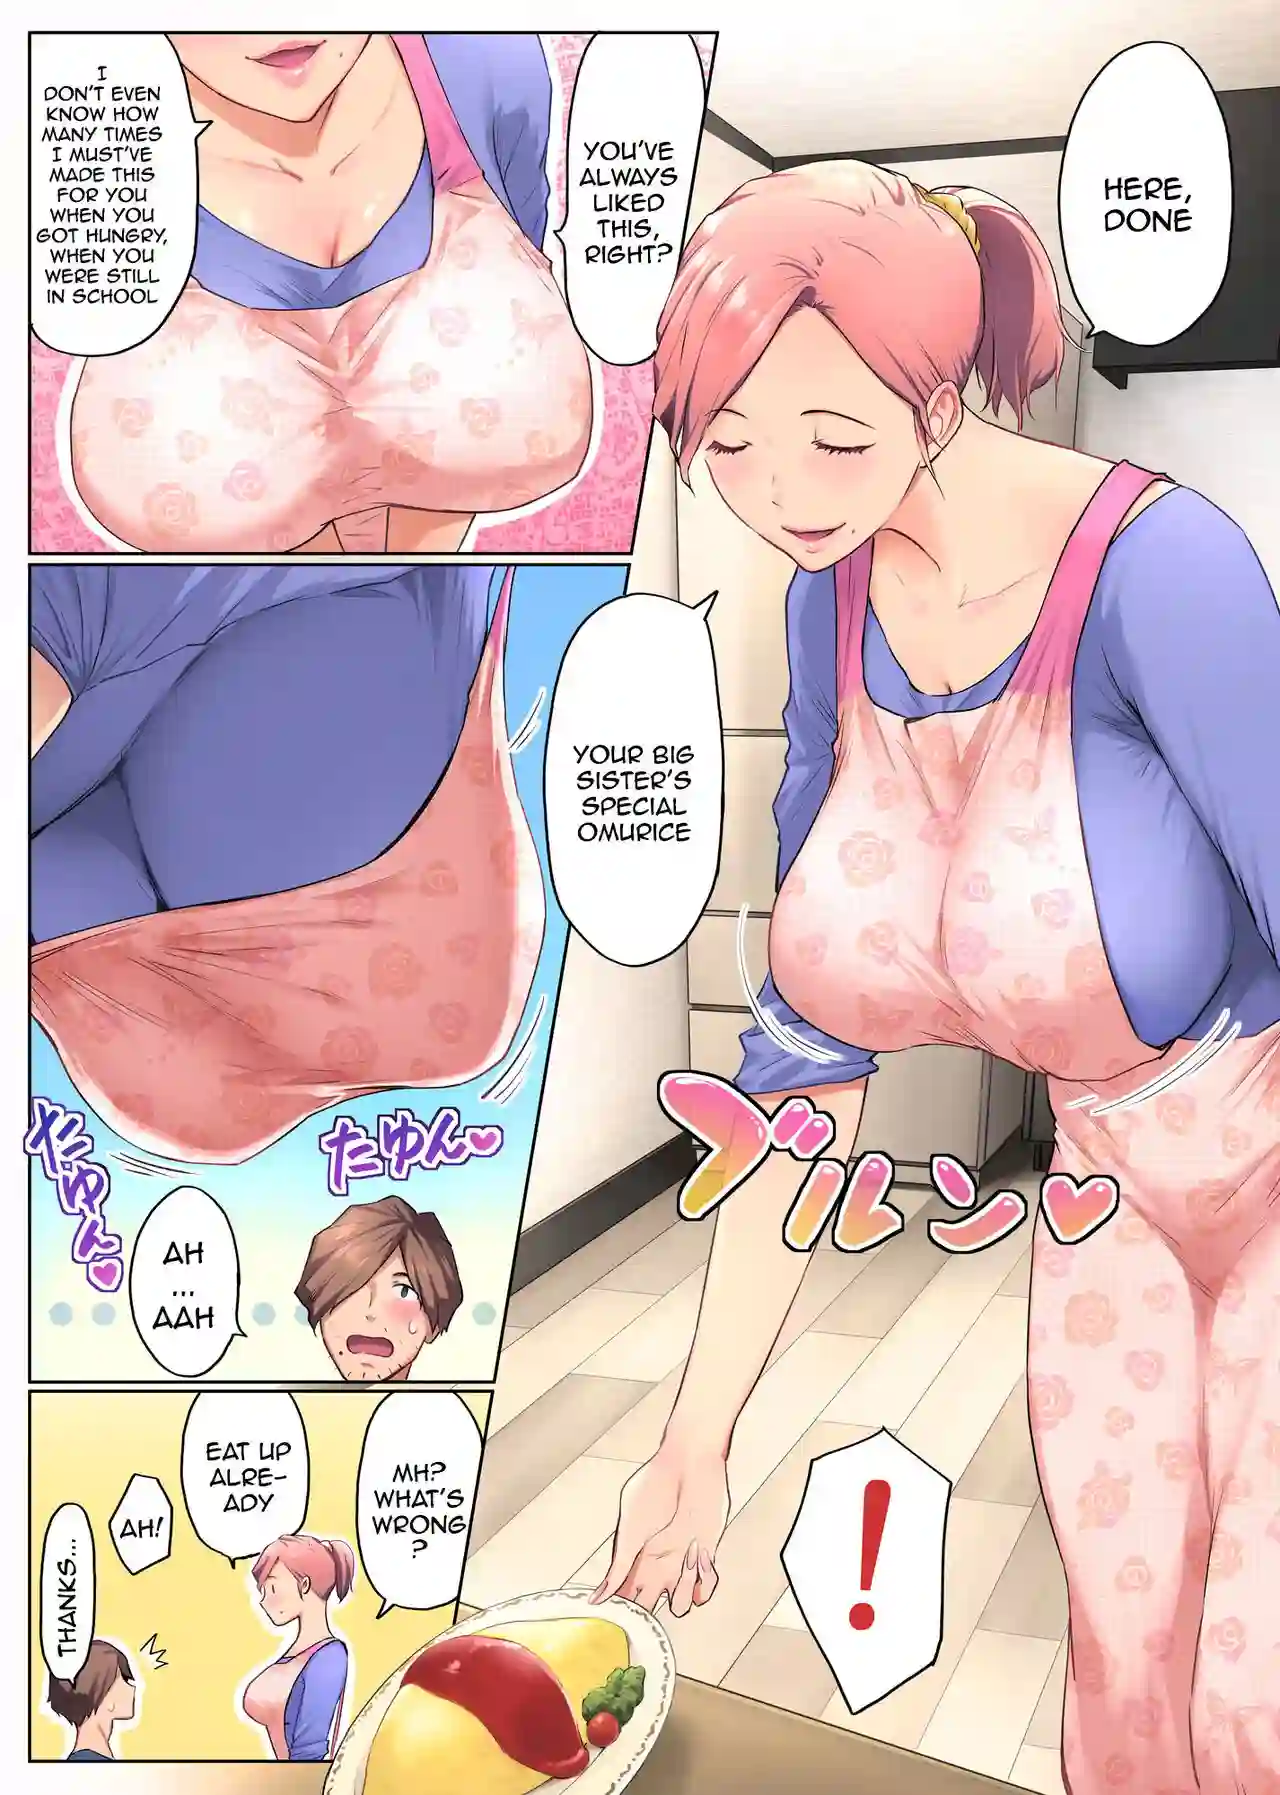 HERE,
DONE
YOUR BIG
SISTER'S
SPECIAL
OMURICE
ブルン♥
!
YOU'VE
ALWAYS
LIKED
THIS,
RIGHT?
I
DON'T EVEN
KNOW HOW
MANY TIMES
I MUST'VE
MADE THIS
FOR YOU
WHEN YOU
GOT HUNGRY,
WHEN YOU
WERE STILL
IN SCHOOL
たゆん♥
たゆん♥
AH
...
AAH
MH?
WHAT'S
WRONG
?
EAT UP
ALRE-
ADY
AH!
THANKS...